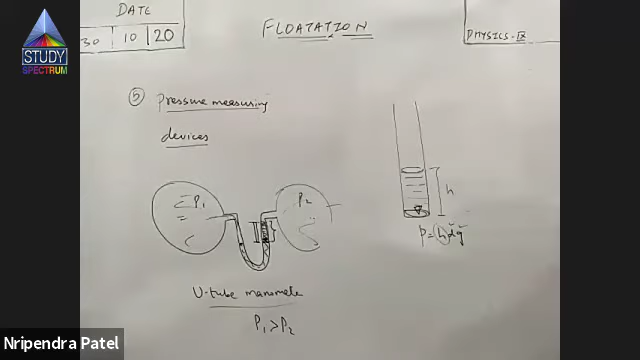 DATE
30 10 20
FLOATATION
PHYSICS-IX
STUDY
SPECTRUM
⑤ Pressure measuring
devices
P1
P2
h
P = hdg
U-tube manomete
P1 > P2
Nripendra Patel